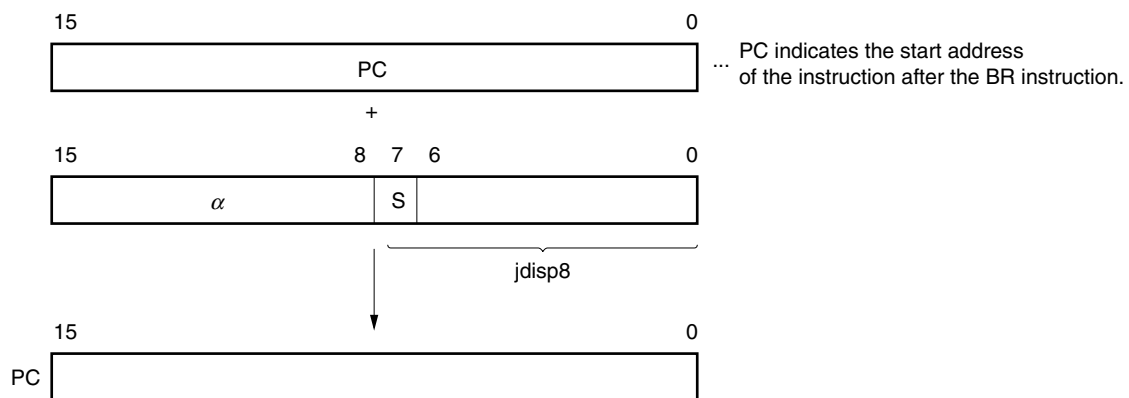 15 0
PC
... PC indicates the start address
of the instruction after the BR instruction.
+
15 8 7 6 0
α S
jdisp8
15 0
PC